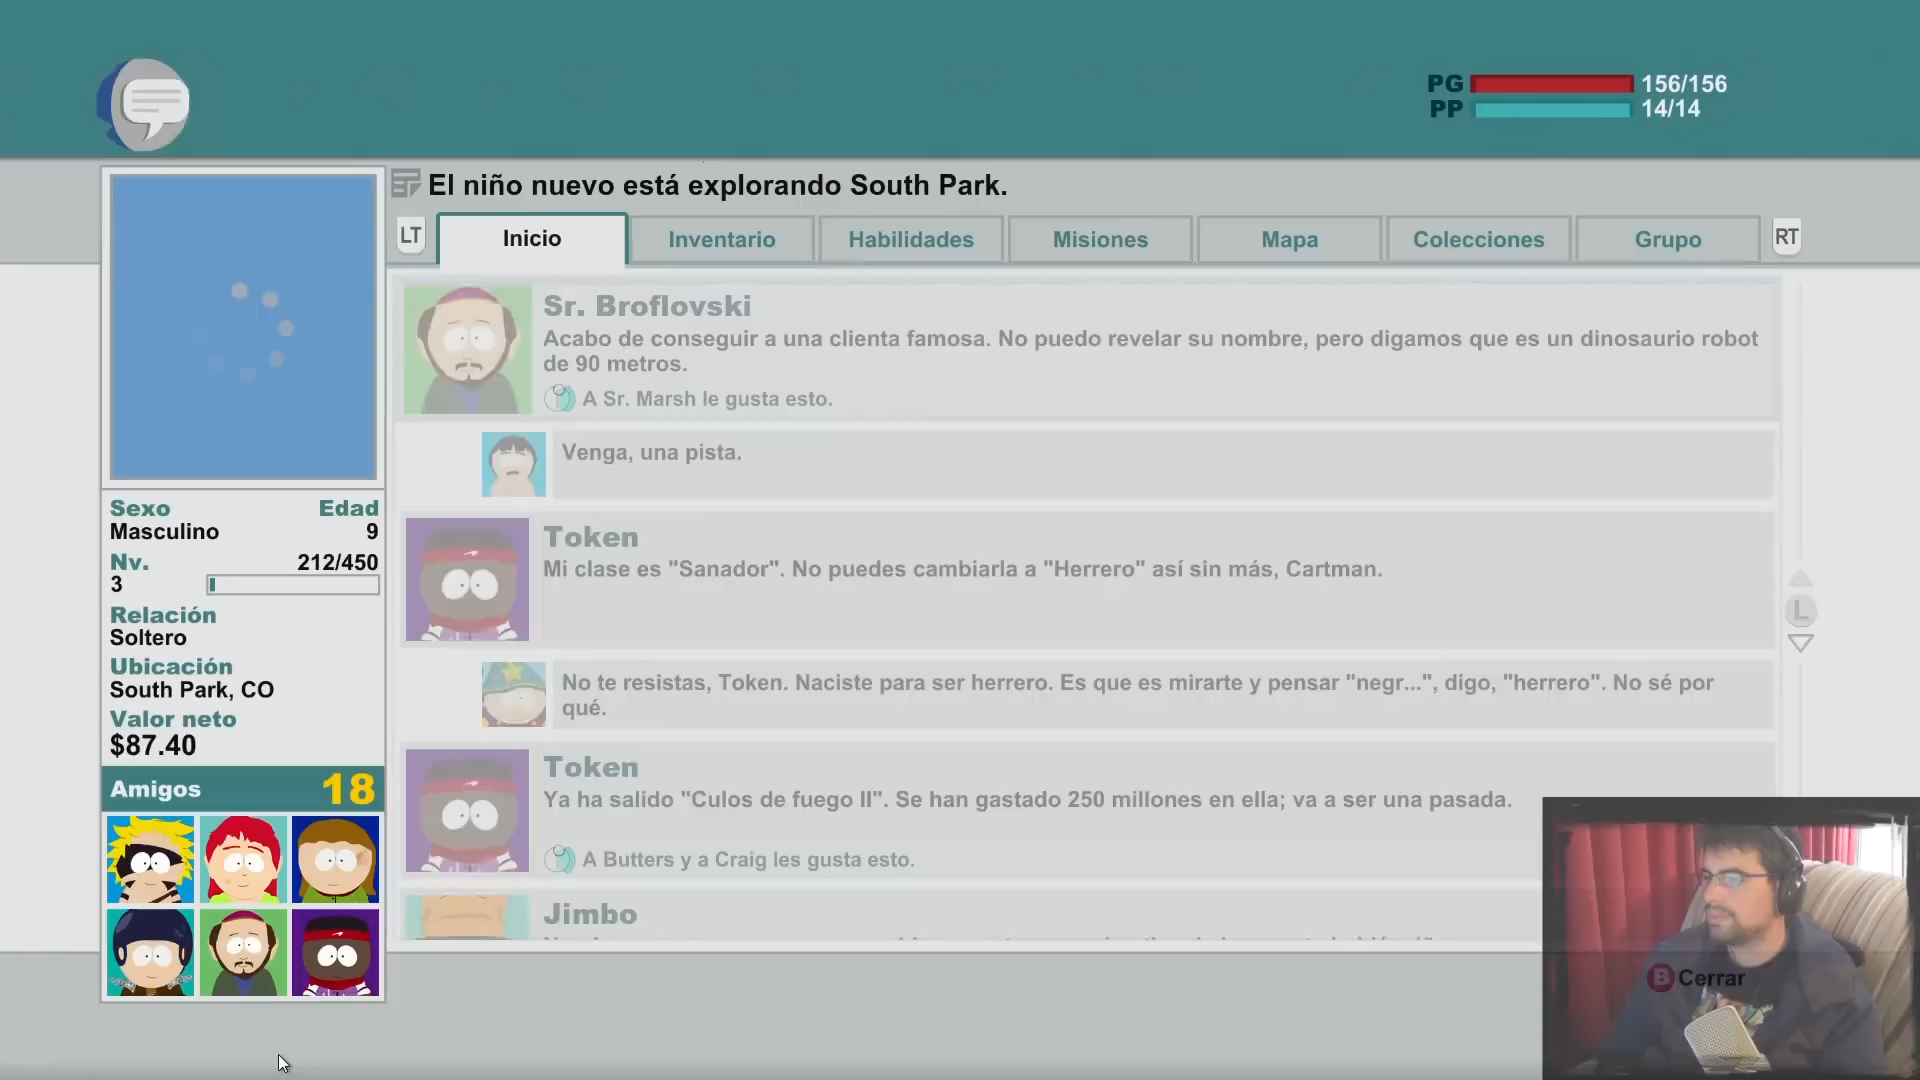 PG 156/156
PP 14/14
El niño nuevo está explorando South Park.
LT Inicio Inventario Habilidades Misiones Mapa Colecciones Grupo RT
Sr. Broflovski
Acabo de conseguir a una clienta famosa. No puedo revelar su nombre, pero digamos que es un dinosaurio robot
de 90 metros.
A Sr. Marsh le gusta esto.
Venga, una pista.
Token
Mi clase es "Sanador". No puedes cambiarla a "Herrero" así sin más, Cartman.
No te resistas, Token. Naciste para ser herrero. Es que es mirarte y pensar "negr...", digo, "herrero". No sé por
qué.
Token
Ya ha salido "Culos de fuego II". Se han gastado 250 millones en ella; va a ser una pasada.
A Butters y a Craig les gusta esto.
Jimbo
L
Sexo Edad
Masculino 9
Nv. 212/450
3
Relación
Soltero
Ubicación
South Park, CO
Valor neto
$87.40
Amigos 18
B Cerrar